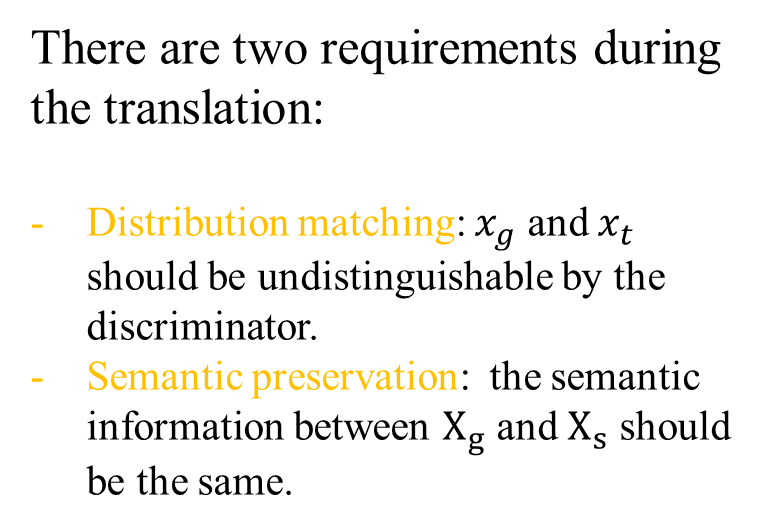 There are two requirements during
the translation:
- Distribution matching: x_g and x_t
should be undistinguishable by the
discriminator.
- Semantic preservation: the semantic
information between X_g and X_s should
be the same.